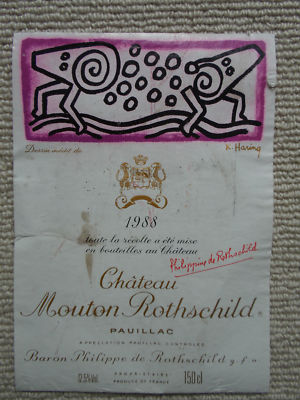 Dessin inédit de K. Haring
1988
toute la récolte a été mise
en bouteilles au Château
Philippine de Rothschild
Château
Mouton Rothschild
PAUILLAC
APPELLATION PAUILLAC CONTROLEE
Baron Philippe de Rothschild g.f.a
PRODUCE OF FRANCE
150 cl